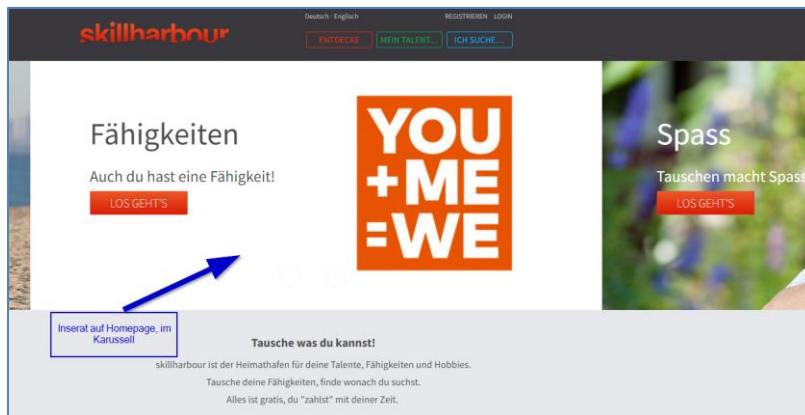 skillharbour
Deutsch | Englisch
REGISTRIEREN LOGIN
ENTDECKE
MEIN TALENT...
ICH SUCHE...
Fähigkeiten
Auch du hast eine Fähigkeit!
LOS GEHT'S
YOU
+ME
=WE
Spass
Tauschen macht Spass
LOS GEHT'S
Inserat auf Homepage, im
Karussell
Tausche was du kannst!
skillharbour ist der Heimathafen für deine Talente, Fähigkeiten und Hobbies.
Tausche deine Fähigkeiten, finde wonach du suchst.
Alles ist gratis, du "zahlst" mit deiner Zeit.